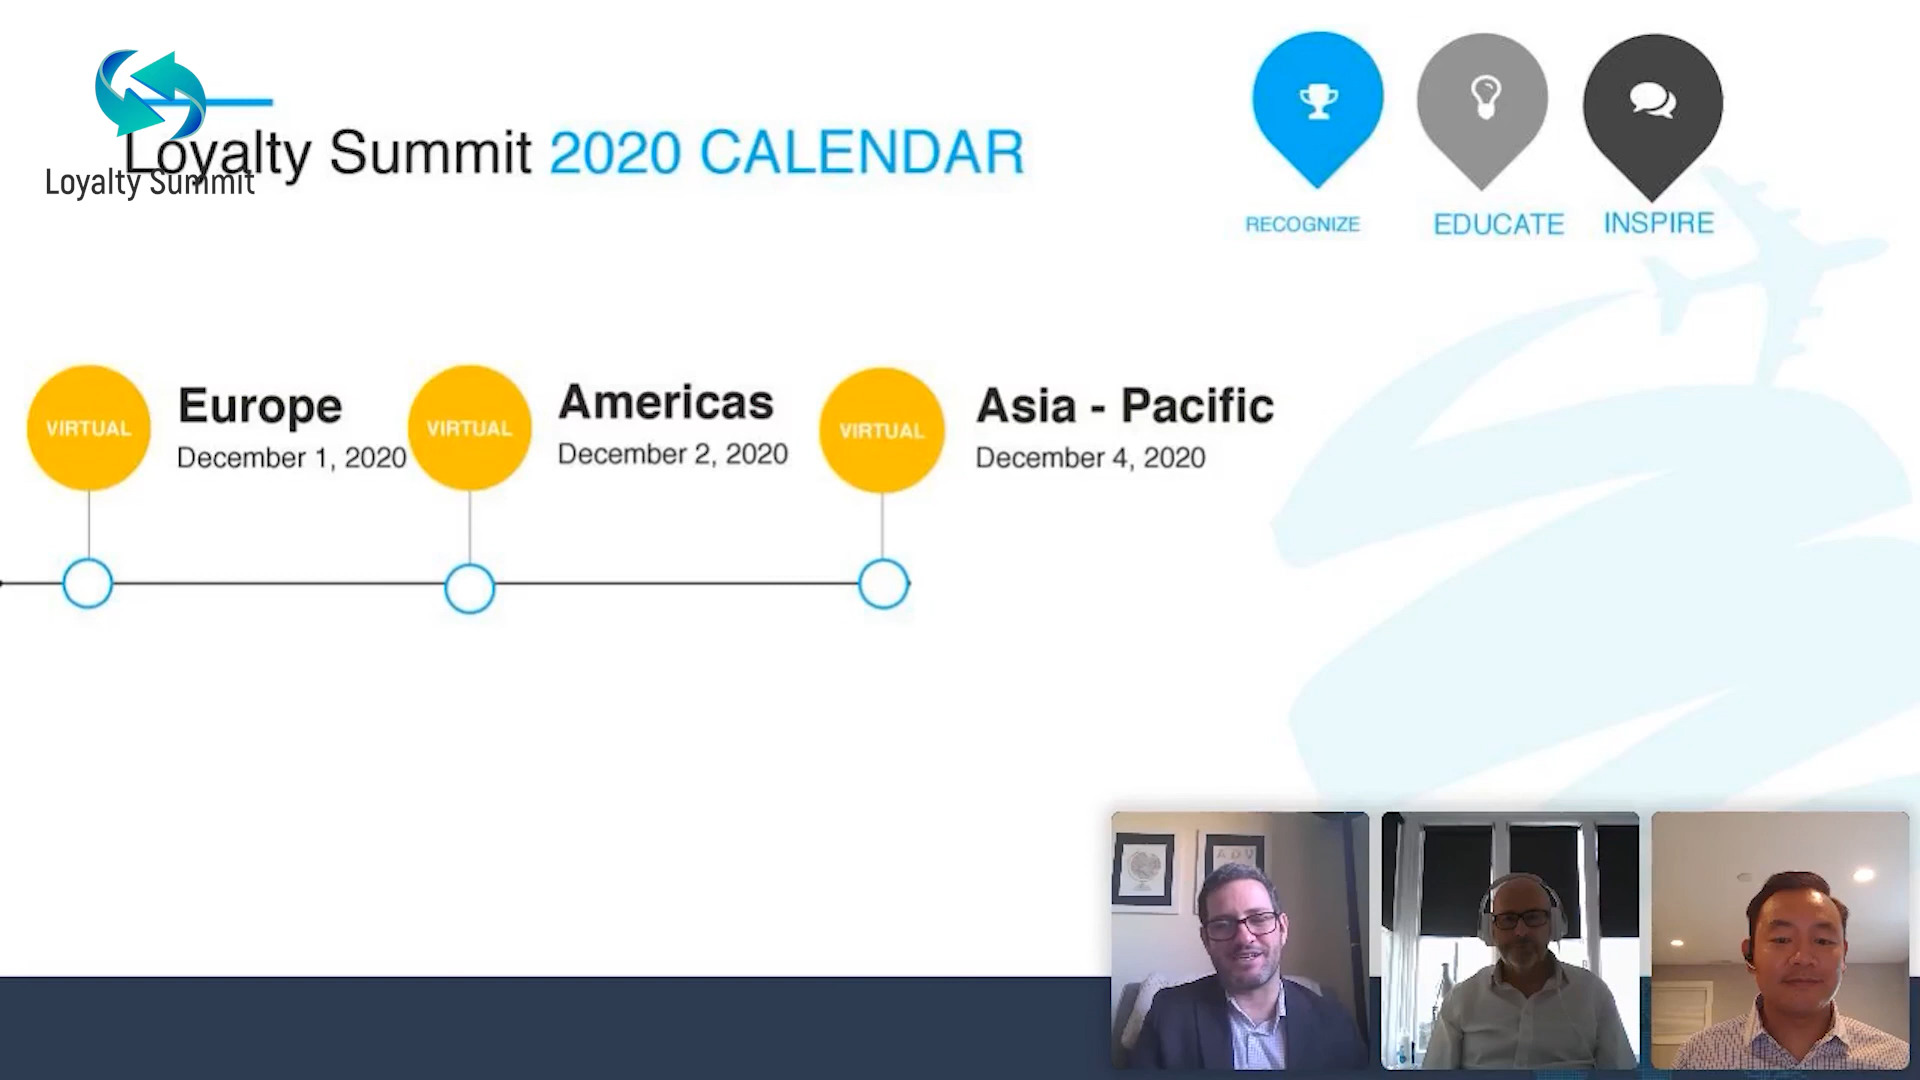 Loyalty Summit 2020 CALENDAR
Loyalty Summit
RECOGNIZE
EDUCATE
INSPIRE
VIRTUAL
Europe
December 1, 2020
VIRTUAL
Americas
December 2, 2020
VIRTUAL
Asia - Pacific
December 4, 2020
ADV